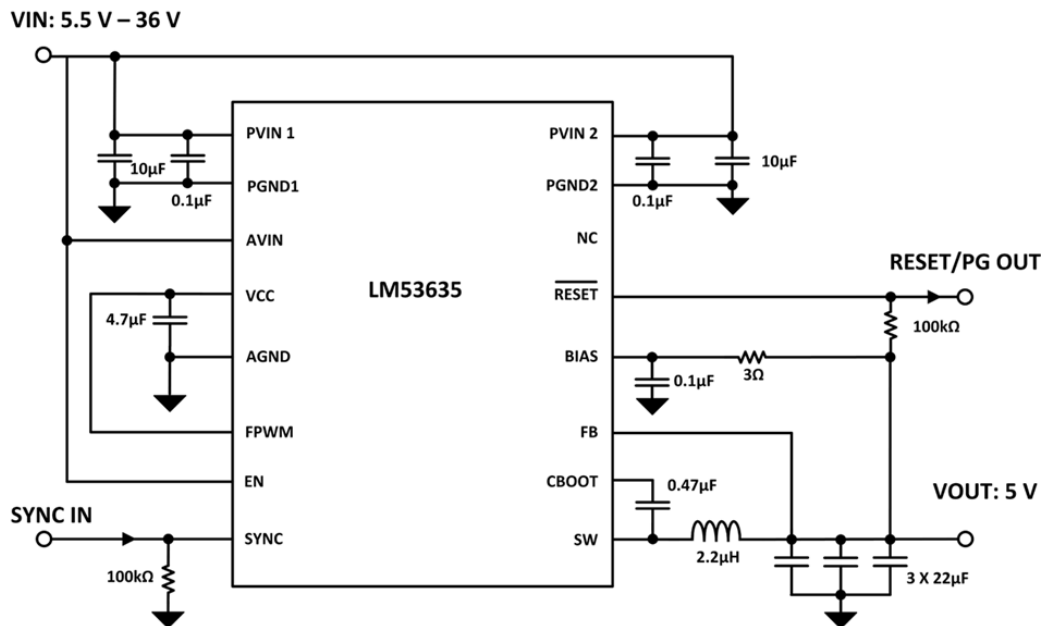 VIN: 5.5 V – 36 V
PVIN 1
PVIN 2
10µF
0.1µF
0.1µF
10µF
PGND1
PGND2
AVIN
NC
LM53635
RESET/PG OUT
VCC
RESET
4.7µF
100kΩ
AGND
BIAS
3Ω
0.1µF
FPWM
FB
EN
CBOOT
0.47µF
VOUT: 5 V
SYNC IN
SYNC
SW
2.2µH
100kΩ
3 X 22µF